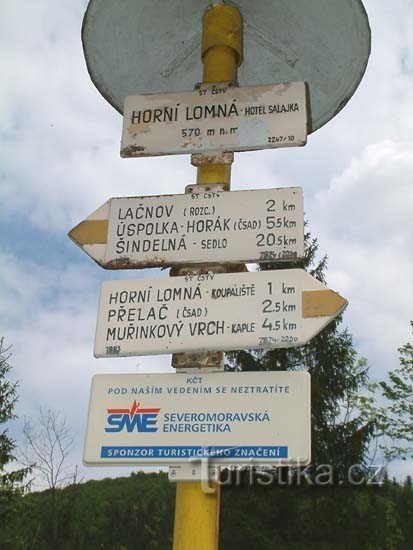 ST ČSTV
HORNÍ LOMNÁ - HOTEL SALAJKA
570 m n. m
2247/10
ST ČSTV
LAČNOV (ROZC.) 2 KM
ÚSPOLKA - HORÁK (ČSAD) 5.5 KM
ŠINDELNÁ - SEDLO 20.5 KM
ST ČSTV
HORNÍ LOMNÁ - KOUPALIŠTĚ 1 KM
PŘELAČ (ČSAD) 2.5 KM
MUŘINKOVÝ VRCH - KAPLE 4.5 KM
1983
KČT
POD NAŠÍM VEDENÍM SE NEZTRATÍTE
SME SEVEROMORAVSKÁ
ENERGETIKA
SPONZOR TURISTICKÉHO ZNAČENÍ
Turistika.cz